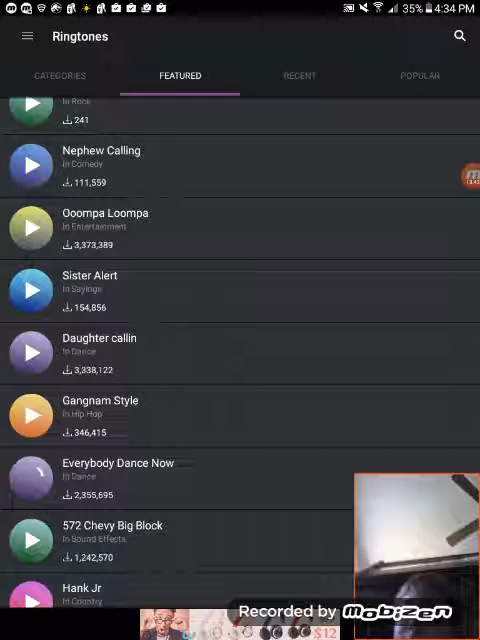 35% 4:34 PM
Ringtones
CATEGORIES FEATURED RECENT POPULAR
In Rock
241
Nephew Calling
In Comedy
111,559
Ooompa Loompa
In Entertainment
3,373,389
Sister Alert
In Sayings
154,856
Daughter callin
In Dance
3,338,122
Gangnam Style
In Hip Hop
346,415
Everybody Dance Now
In Dance
2,355,695
572 Chevy Big Block
In Sound Effects
1,242,570
Hank Jr
In Country
Recorded by Mobizen
$12